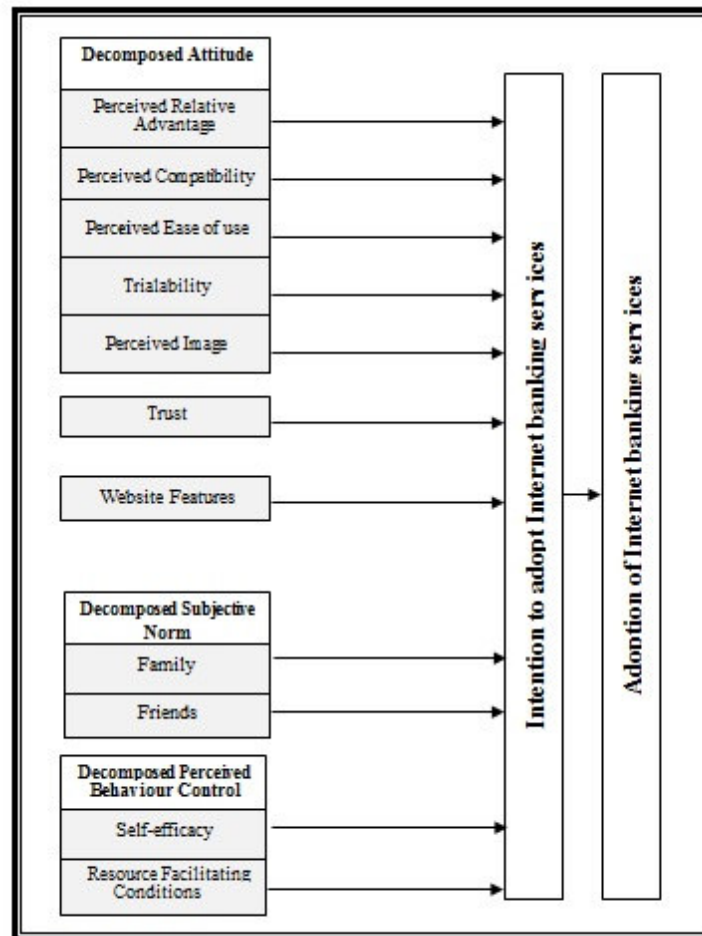 Decomposed Attitude
Perceived Relative
Advantage
Perceived Compatibility
Perceived Ease of use
Trialability
Perceived Image
Trust
Website Features
Decomposed Subjective
Norm
Family
Friends
Decomposed Perceived
Behaviour Control
Self-efficacy
Resource Facilitating
Conditions
Intention to adopt Internet banking services
Adoption of Internet banking services